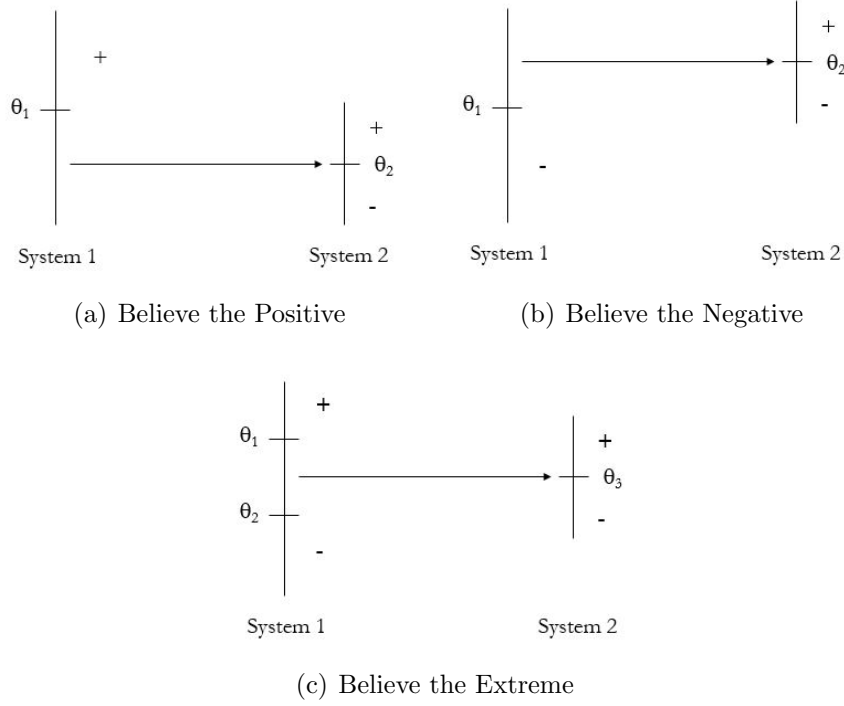 +
θ1
+
θ2
-
System 1 System 2
(a) Believe the Positive
+
θ2
θ1
-
-
System 1 System 2
(b) Believe the Negative
+
θ1
+
θ3
θ2
-
-
System 1 System 2
(c) Believe the Extreme